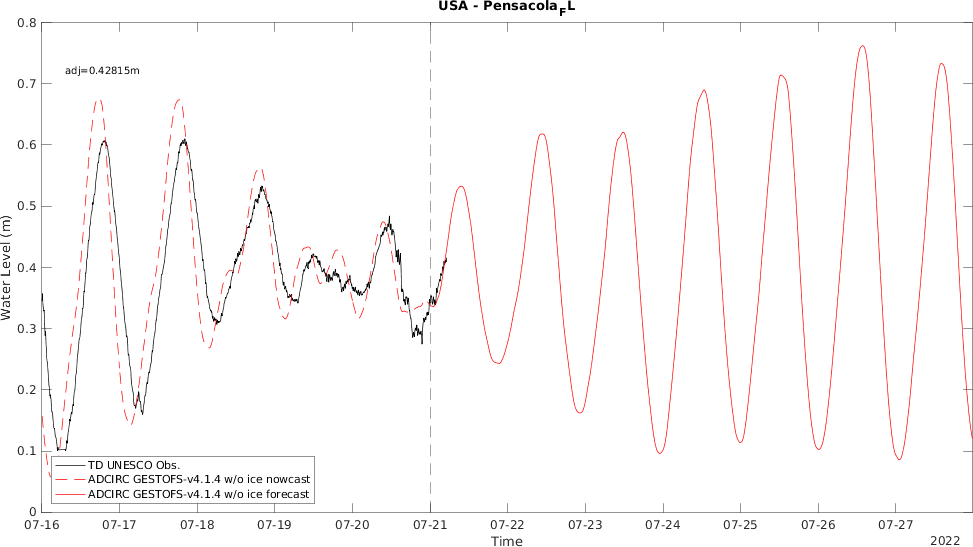 USA - Pensacola_FL
adj=0.42815m
Water Level (m)
0.8
0.7
0.6
0.5
0.4
0.3
0.2
0.1
0
TD UNESCO Obs.
ADCIRC GESTOFS-v4.1.4 w/o ice nowcast
ADCIRC GESTOFS-v4.1.4 w/o ice forecast
07-16 07-17 07-18 07-19 07-20 07-21 07-22 07-23 07-24 07-25 07-26 07-27
Time
2022